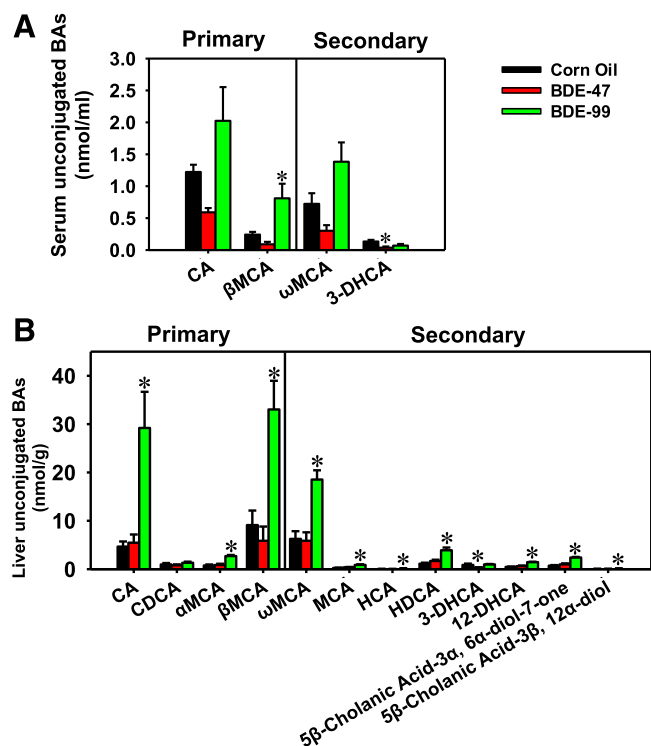 A
Primary
Secondary
Serum unconjugated BAs
(nmol/ml)
3.0
2.5
2.0
1.5
1.0
0.5
0.0
*
*
CA
βMCA
ωMCA
3-DHCA
Corn Oil
BDE-47
BDE-99
B
Primary
Secondary
Liver unconjugated BAs
(nmol/g)
40
30
20
10
0
*
*
*
*
*
*
*
*
*
*
*
CA
CDCA
αMCA
βMCA
ωMCA
MCA
HCA
HDCA
3-DHCA
12-DHCA
5β-Cholanic Acid-3α, 6α-diol-7-one
5β-Cholanic Acid-3β, 12α-diol